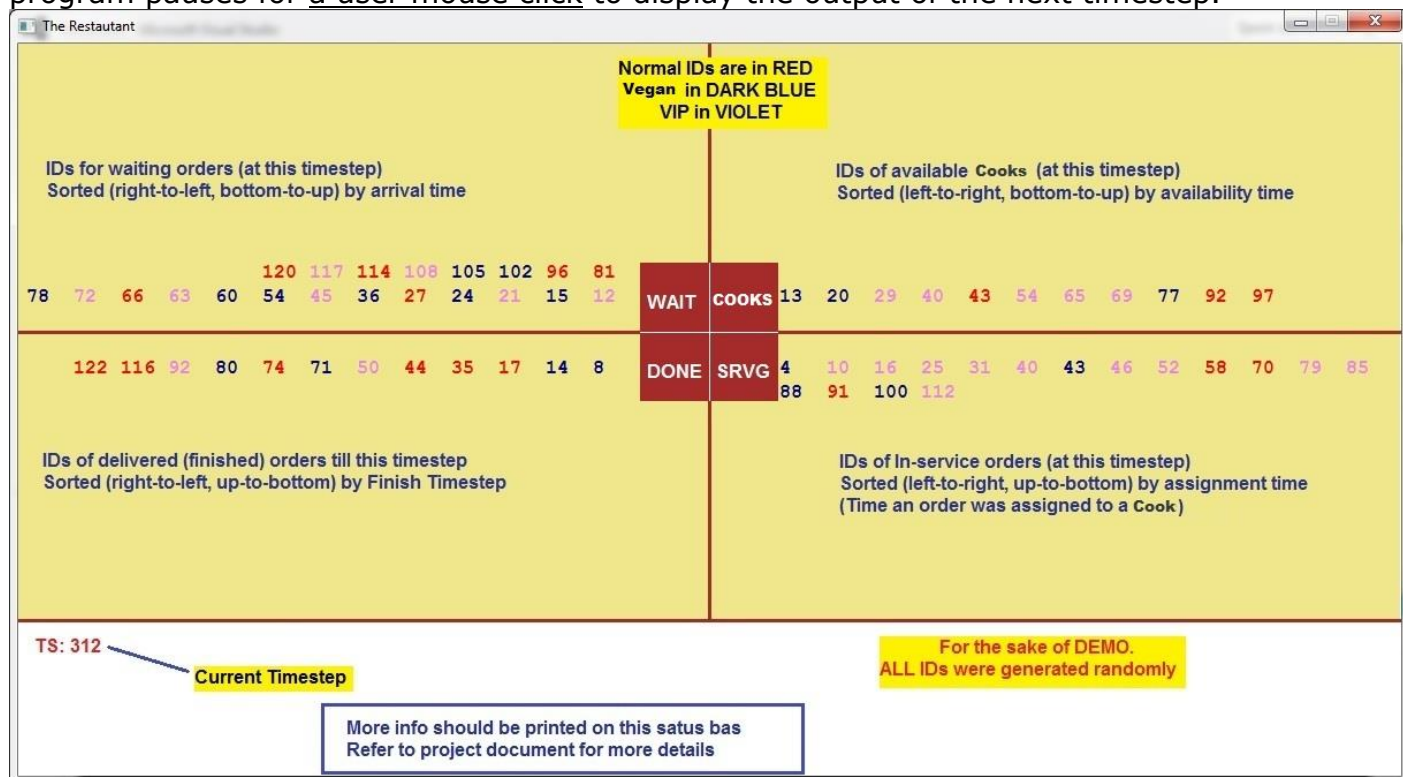 program pauses for a user mouse click to display the output of the next timestep.
The Restautant
Normal IDs are in RED
Vegan in DARK BLUE
VIP in VIOLET
IDs for waiting orders (at this timestep)
Sorted (right-to-left, bottom-to-up) by arrival time
IDs of available Cooks (at this timestep)
Sorted (left-to-right, bottom-to-up) by availability time
120 117 114 108 105 102 96 81
78 72 66 63 60 54 45 36 27 24 21 15 12
WAIT COOKS
13 20 29 40 43 54 65 69 77 92 97
122 116 92 80 74 71 50 44 35 17 14 8
DONE SRVG
4 10 16 25 31 40 43 46 52 58 70 79 85
88 91 100 112
IDs of delivered (finished) orders till this timestep
Sorted (right-to-left, up-to-bottom) by Finish Timestep
IDs of In-service orders (at this timestep)
Sorted (left-to-right, up-to-bottom) by assignment time
(Time an order was assigned to a Cook)
TS: 312
Current Timestep
For the sake of DEMO.
ALL IDs were generated randomly
More info should be printed on this satus bas
Refer to project document for more details